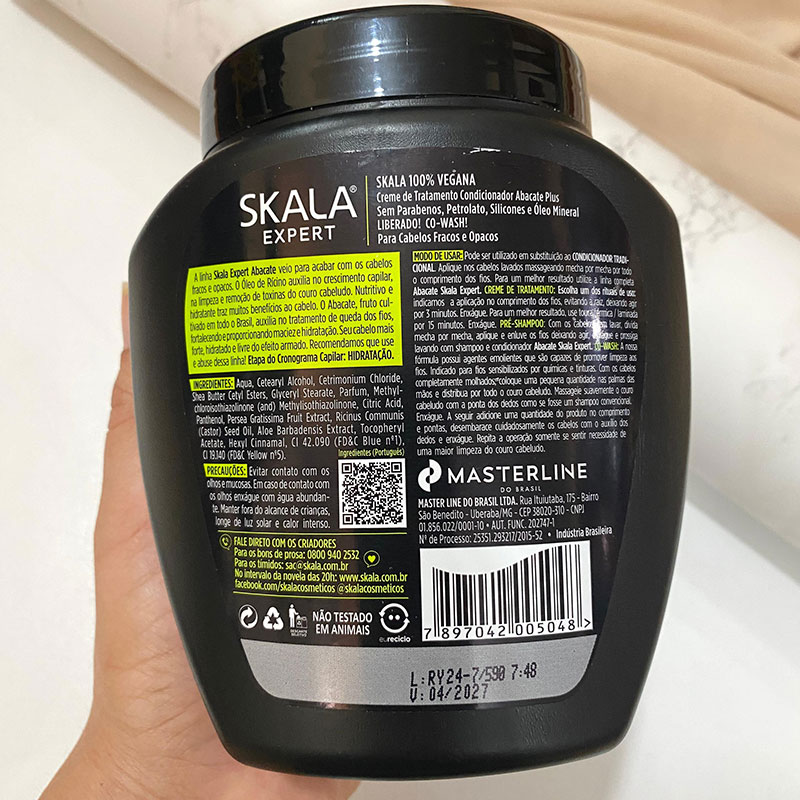 SKALA®
EXPERT
SKALA 100% VEGANA
Creme de Tratamento Condicionador Abacate Plus
Sem Parabenos, Petrolato, Silicones e Óleo Mineral
LIBERADO! CO-WASH!
Para Cabelos Fracos e Opacos
A linha Skala Expert Abacate veio para acabar com os cabelos
fracos e opacos. O Óleo de Rícino auxilia no crescimento capilar,
na limpeza e remoção de toxinas do couro cabeludo. Nutritivo e
hidratante traz muitos benefícios ao cabelo. O Abacate, fruto cul-
tivado em todo o Brasil, auxilia no tratamento de queda dos fios,
fortalecendo e proporcionando maciez e hidratação. Seu cabelo mais
forte, hidratado e livre do efeito armado. Recomendamos que use
e abuse dessa linha! Etapa do Cronograma Capilar: HIDRATAÇÃO.
INGREDIENTES: Aqua, Cetearyl Alcohol, Cetrimonium Chloride,
Shea Butter Cetyl Esters, Glyceryl Stearate, Parfum, Methyl-
chloroisothiazolinone (and) Methylisothiazolinone, Citric Acid,
Panthenol, Persea Gratissima Fruit Extract, Ricinus Communis
(Castor) Seed Oil, Aloe Barbadensis Extract, Tocopheryl
Acetate, Hexyl Cinnamal, CI 42.090 (FD&C Blue nº1),
CI 19.140 (FD&C Yellow nº5).
Ingredientes (Português)
PRECAUÇÕES: Evitar contato com os
olhos e mucosas. Em caso de contato com
os olhos enxágue com água abundan-
te. Manter fora do alcance de crianças,
longe de luz solar e calor intenso.
FALE DIRETO COM OS CRIADORES
Para os bons de prosa: 0800 940 2532
Para os tímidos: sac@skala.com.br
No intervalo da novela das 20h: www.skala.com.br
facebook.com/skalacosmeticos @skalacosmeticos
DESCARTE
SELETIVO
NÃO TESTADO
EM ANIMAIS
eureciclo
MODO DE USAR: Pode ser utilizado em substituição ao CONDICIONADOR TRADI-
CIONAL. Aplique nos cabelos lavados massageando mecha por mecha por todo
o comprimento dos fios. Para um melhor resultado, utilize a linha completa
Abacate Skala Expert. CREME DE TRATAMENTO: Escolha um dos rituais de uso:
indicamos a aplicação no comprimento dos fios, evitando a raiz, deixando agir
por 3 minutos. Enxágue. Para um melhor resultado, use touca térmica / laminada
por 15 minutos. Enxágue. PRÉ-SHAMPOO: Com os Cabelos lavar, divida
mecha por mecha, aplique e enluve os fios deixando agir, enxágue e prossiga
lavando com shampoo e condicionador Abacate Skala Expert. CO-WASH: A nossa
fórmula possui agentes emolientes que são capazes de promover limpeza aos
fios. Indicado para fios sensibilizados por químicas e tinturas. Com os cabelos
completamente molhados, coloque uma pequena quantidade nas palmas das
mãos e distribua por todo o couro cabeludo. Massageie suavemente o couro
cabeludo com a ponta dos dedos como se fosse um shampoo convencional.
Enxágue. A seguir adicione uma quantidade do produto no comprimento
e pontas, desembarace cuidadosamente os cabelos com o auxílio dos
dedos e enxágue. Repita a operação somente se sentir necessidade de
uma maior limpeza do couro cabeludo.
MASTERLINE
DO BRASIL
MASTER LINE DO BRASIL LTDA. Rua Ituiutaba, 175 - Bairro
São Benedito - Uberaba/MG - CEP 38020-310 - CNPJ
01.856.022/0001-10 • AUT. FUNC. 202747-1
Nº de Processo: 25351.293217/2015-52 • Indústria Brasileira
7 897042 005048
L:RY24-7/590 7:48
V:04/2027